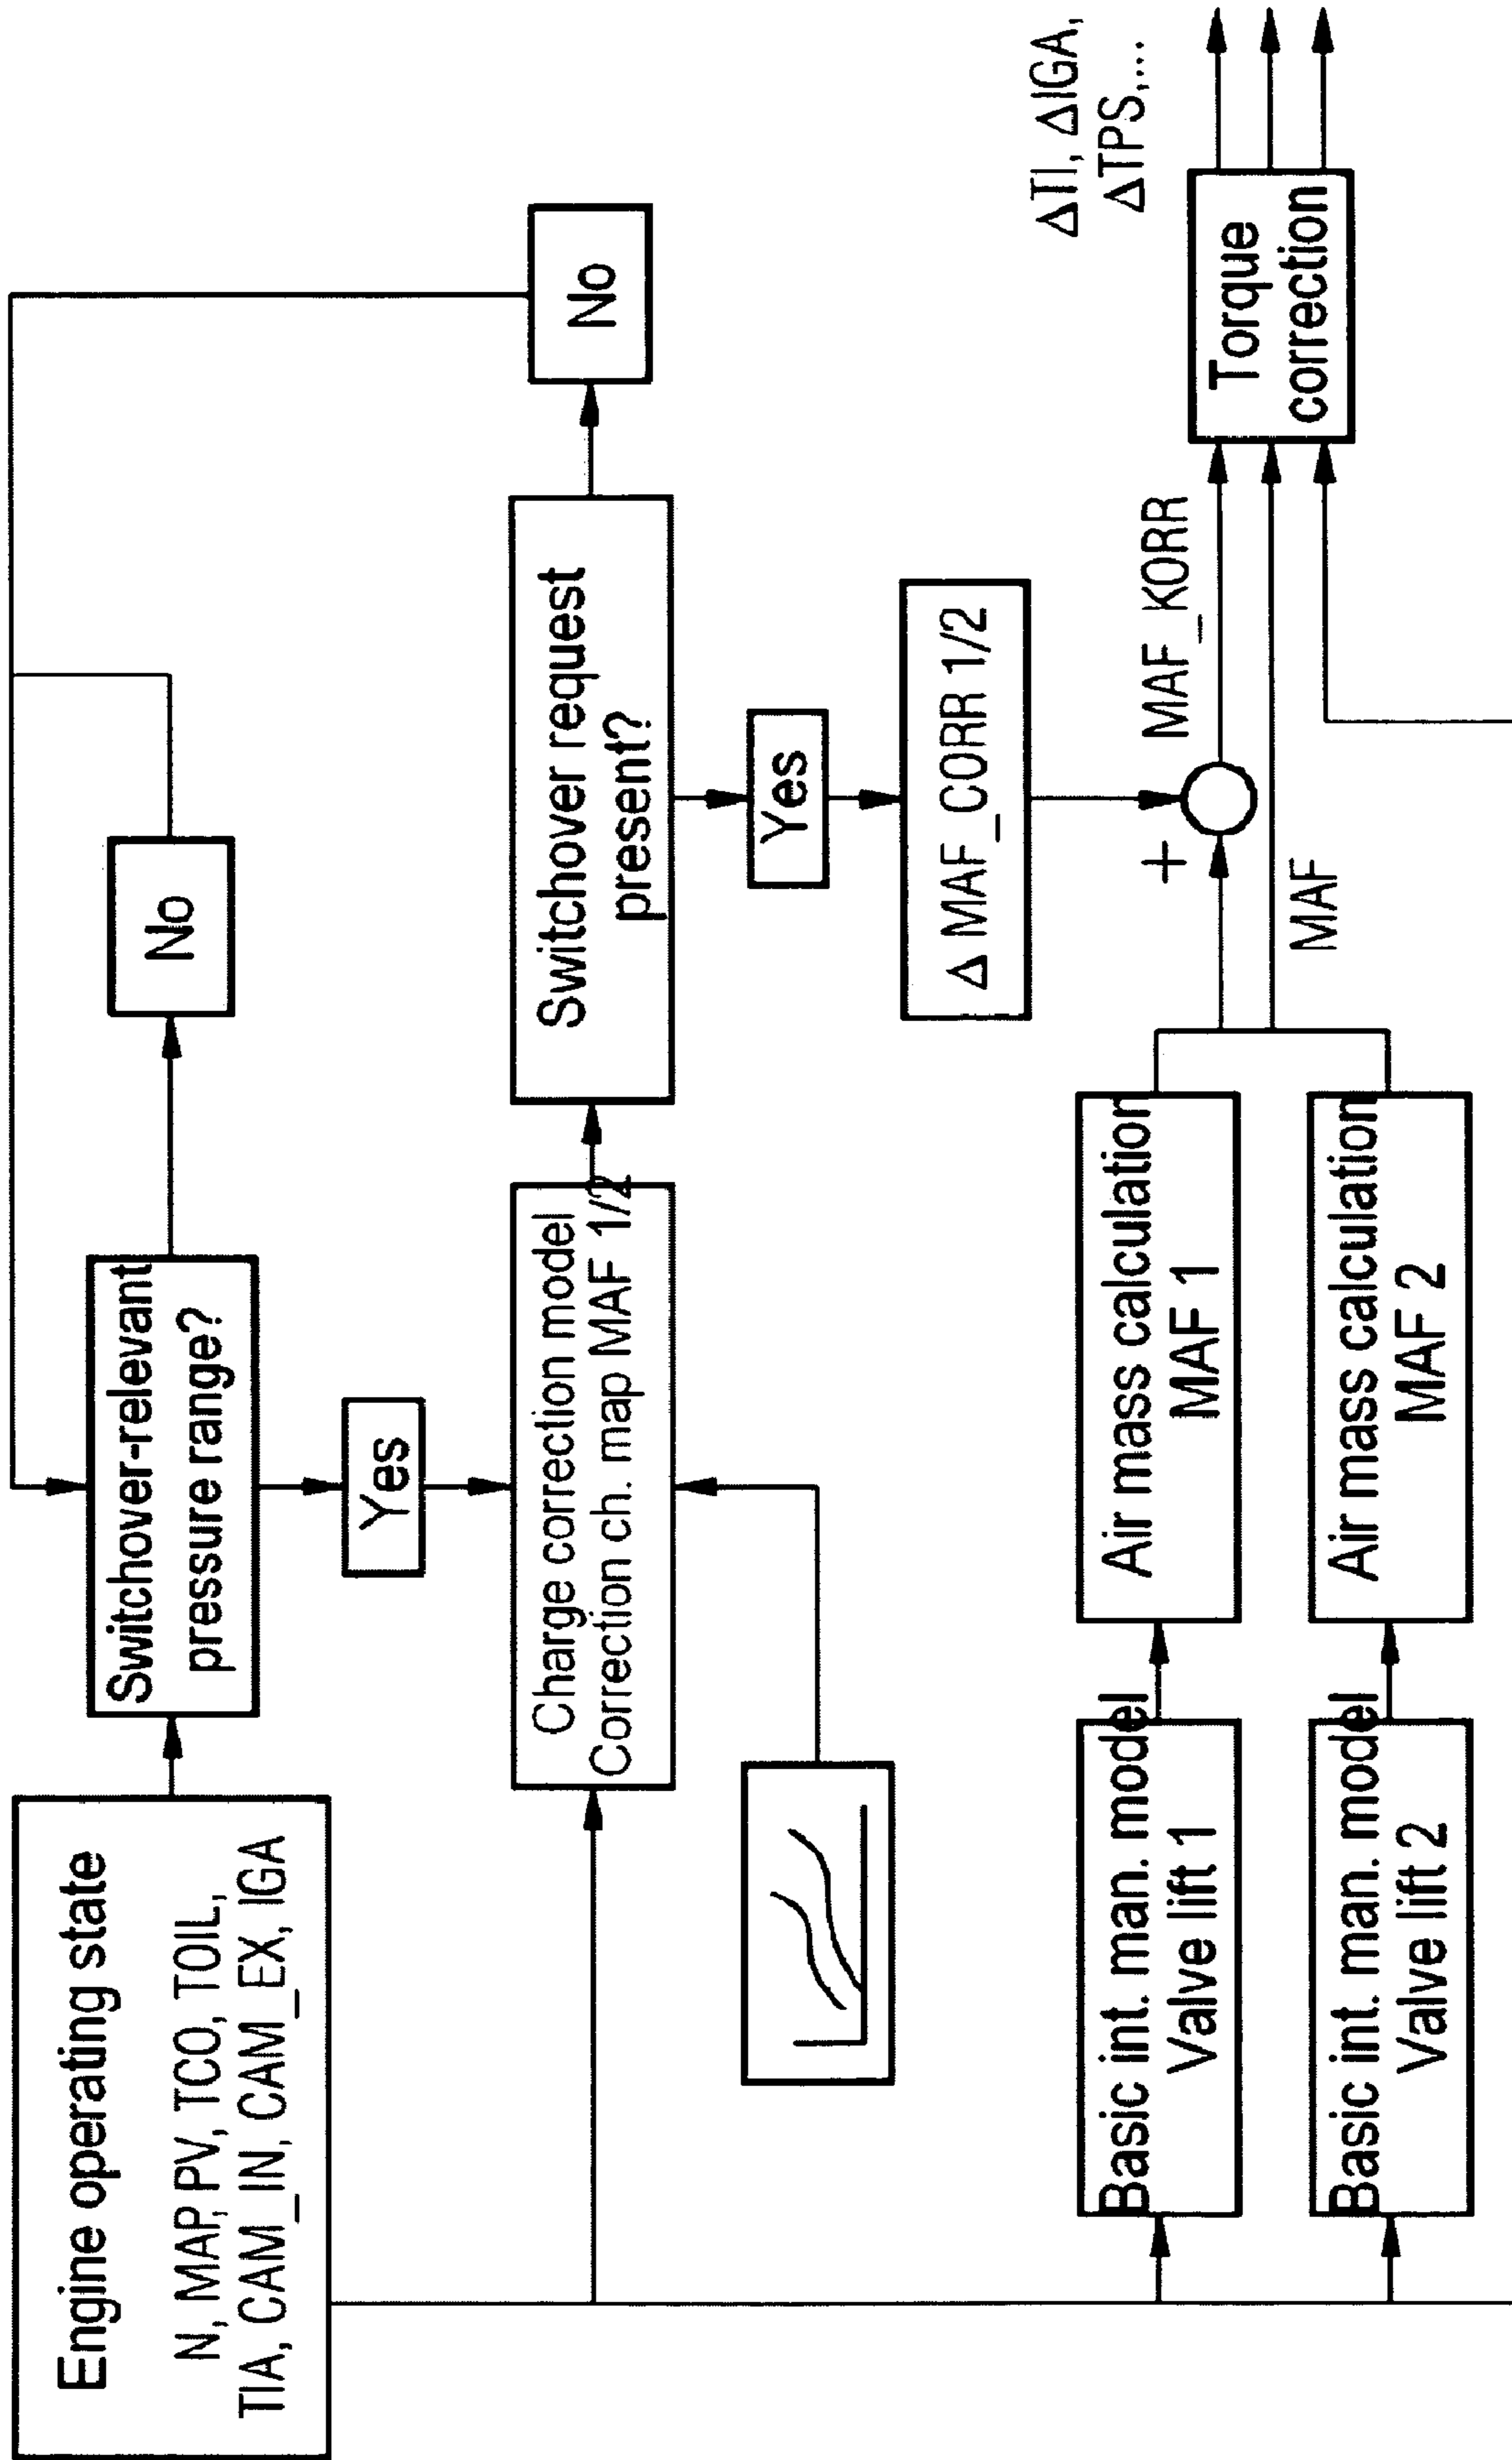 Engine operating state
N, MAP, PV, TCO, TOIL,
TIA, CAM_IN, CAM_EX, IGA
Switchover-relevant
pressure range?
No
Yes
Charge correction model
Correction ch. map MAF 1/2
Switchover request
present?
No
Yes
Δ MAF_CORR 1/2
Basic int. man. model
Valve lift 1
Air mass calculation
MAF 1
Basic int. man. model
Valve lift 2
Air mass calculation
MAF 2
+
MAF_KORR
MAF
Torque
correction
ΔTI, ΔIGA,
ΔTPS,...